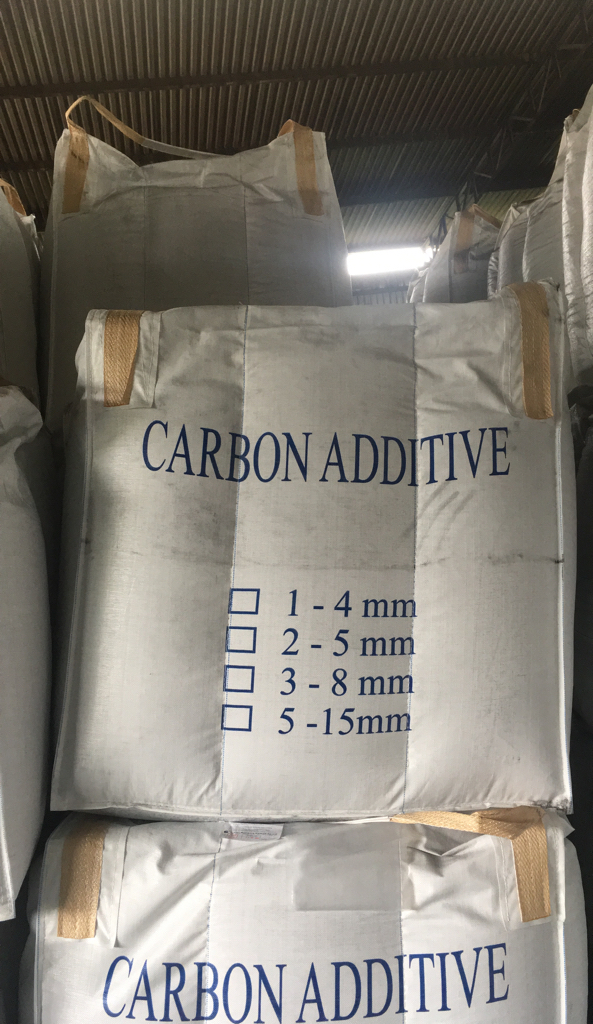 CARBON ADDITIVE
1 - 4 mm
2 - 5 mm
3 - 8 mm
5 -15mm
CARBON ADDITIVE